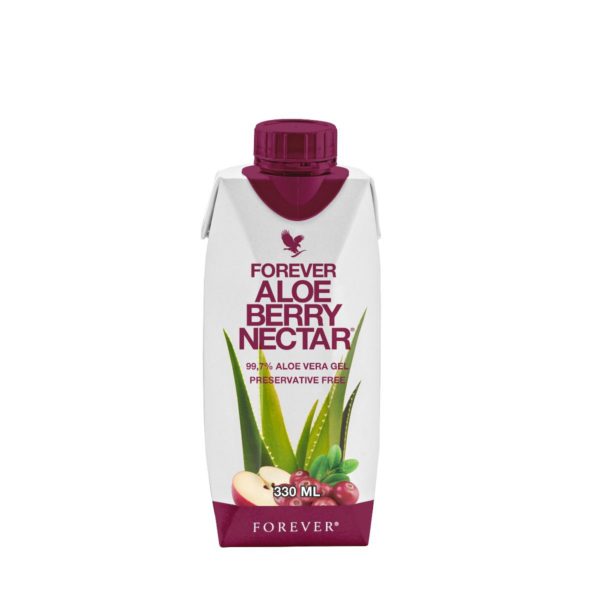 FOREVER
ALOE
BERRY
NECTAR®
99,7% ALOE VERA GEL
PRESERVATIVE FREE
330 ML
FOREVER®